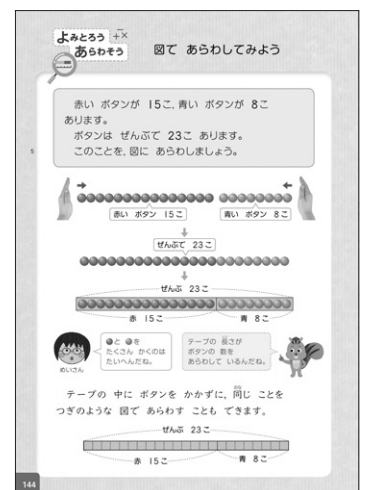 よみとろう
あらわそう
図で あらわしてみよう
赤い ボタンが 15こ,青い ボタンが 8こ
あります。
ボタンは ぜんぶで 23こ あります。
5
このことを,図に あらわしましょう。
赤い ボタン 15こ
青い ボタン 8こ
ぜんぶで 23こ
ぜんぶ 23こ
赤 15こ
青 8こ
めいさん
●と ●を
たくさん かくのは
たいへんだね。
テープの 長さが
ボタンの 数を
あらわして いるんだね。
テープの 中に ボタンを かかずに,同じ ことを
つぎのような 図で あらわす ことも できます。
ぜんぶ 23こ
赤 15こ
青 8こ
144